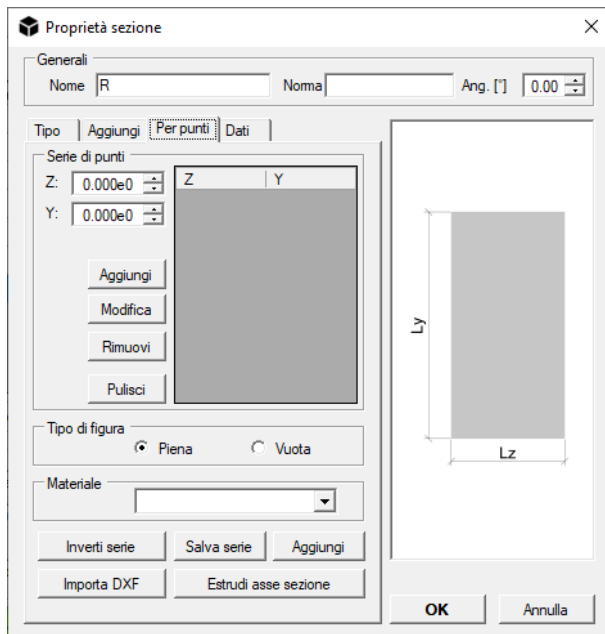 Proprietà sezione
Generali
Nome R Norma Ang. [°] 0.00
Tipo Aggiungi Per punti Dati
Serie di punti
Z: 0.000e0 Z Y
Y: 0.000e0
Aggiungi
Modifica
Rimuovi
Pulisci
Ly
Lz
Tipo di figura
Piena Vuota
Materiale
Inverti serie Salva serie Aggiungi
Importa DXF Estrudi asse sezione
OK Annulla